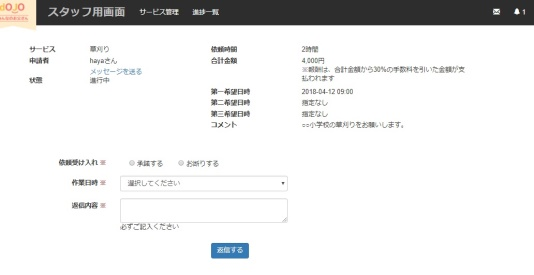 dOJO
スタッフ用画面 サービス管理 進捗一覧 1
サービス 草刈り 依頼時間 2時間
申請者 hayaさん 合計金額 4,000円
メッセージを送る ※報酬は、合計金額から30%の手数料を引いた金額が支
状態 進行中 払われます
第一希望日時 2018-04-12 09:00
第二希望日時 指定なし
第三希望日時 指定なし
コメント ==小学校の草刈りをお願いします。
依頼受け入れ ※ 承諾する お断りする
作業日時 ※ 選択してください
返信内容 ※
必ずご記入ください
返信する